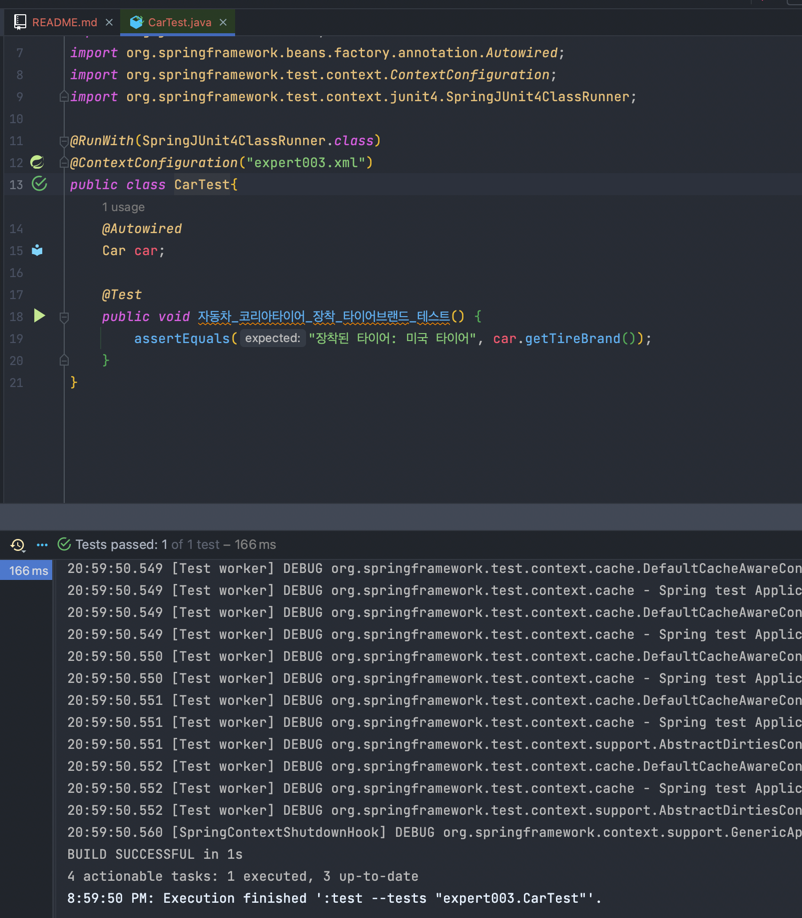 README.md × CarTest.java ×
7 import org.springframework.beans.factory.annotation.Autowired;
8 import org.springframework.test.context.ContextConfiguration;
9 import org.springframework.test.context.junit4.SpringJUnit4ClassRunner;
10
11 @RunWith(SpringJUnit4ClassRunner.class)
12 @ContextConfiguration("expert003.xml")
13 public class CarTest{
1 usage
14 @Autowired
15 Car car;
16
17 @Test
18 public void 자동차_코리아타이어_장착_타이어브랜드_테스트() {
19 assertEquals( expected: "장착된 타이어: 미국 타이어", car.getTireBrand());
20 }
21 }
Tests passed: 1 of 1 test – 166 ms
166 ms 20:59:50.549 [Test worker] DEBUG org.springframework.test.context.cache.DefaultCacheAwareCon
20:59:50.549 [Test worker] DEBUG org.springframework.test.context.cache - Spring test Applic
20:59:50.549 [Test worker] DEBUG org.springframework.test.context.cache.DefaultCacheAwareCon
20:59:50.549 [Test worker] DEBUG org.springframework.test.context.cache - Spring test Applic
20:59:50.550 [Test worker] DEBUG org.springframework.test.context.cache.DefaultCacheAwareCon
20:59:50.550 [Test worker] DEBUG org.springframework.test.context.cache - Spring test Applic
20:59:50.551 [Test worker] DEBUG org.springframework.test.context.cache.DefaultCacheAwareCon
20:59:50.551 [Test worker] DEBUG org.springframework.test.context.cache - Spring test Applic
20:59:50.551 [Test worker] DEBUG org.springframework.test.context.support.AbstractDirtiesCon
20:59:50.552 [Test worker] DEBUG org.springframework.test.context.cache.DefaultCacheAwareCon
20:59:50.552 [Test worker] DEBUG org.springframework.test.context.cache - Spring test Applic
20:59:50.552 [Test worker] DEBUG org.springframework.test.context.support.AbstractDirtiesCon
20:59:50.560 [SpringContextShutdownHook] DEBUG org.springframework.context.support.GenericAp
BUILD SUCCESSFUL in 1s
4 actionable tasks: 1 executed, 3 up-to-date
8:59:50 PM: Execution finished ':test --tests "expert003.CarTest"'.